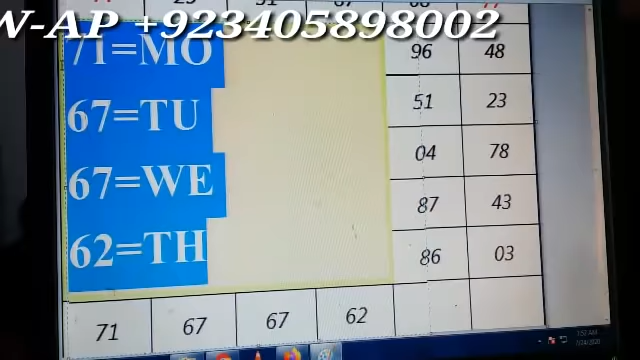 W-AP +923405898002
71=MO
67=TU
67=WE
62=TH
96 48
51 23
04 78
87 43
86 03
71 67 67 62